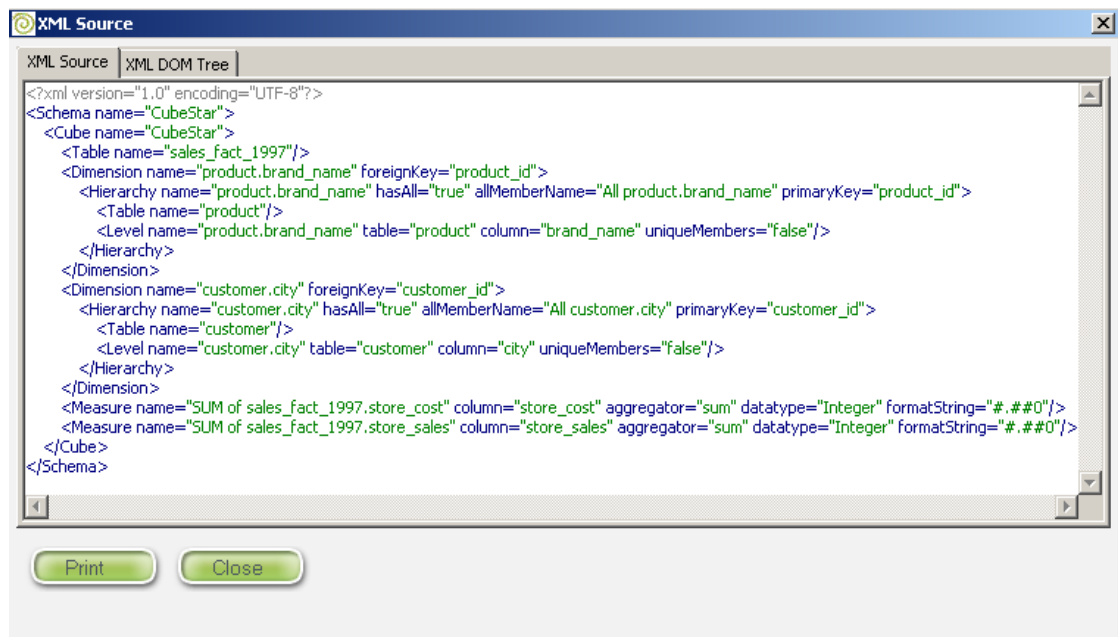 XML Source
XML Source XML DOM Tree
<?xml version="1.0" encoding="UTF-8"?>
<Schema name="CubeStar">
<Cube name="CubeStar">
<Table name="sales_fact_1997"/>
<Dimension name="product.brand_name" foreignKey="product_id">
<Hierarchy name="product.brand_name" hasAll="true" allMemberName="All product.brand_name" primaryKey="product_id">
<Table name="product"/>
<Level name="product.brand_name" table="product" column="brand_name" uniqueMembers="false"/>
</Hierarchy>
</Dimension>
<Dimension name="customer.city" foreignKey="customer_id">
<Hierarchy name="customer.city" hasAll="true" allMemberName="All customer.city" primaryKey="customer_id">
<Table name="customer"/>
<Level name="customer.city" table="customer" column="city" uniqueMembers="false"/>
</Hierarchy>
</Dimension>
<Measure name="SUM of sales_fact_1997.store_cost" column="store_cost" aggregator="sum" datatype="Integer" formatString="#.##0"/>
<Measure name="SUM of sales_fact_1997.store_sales" column="store_sales" aggregator="sum" datatype="Integer" formatString="#.##0"/>
</Cube>
</Schema>
Print Close